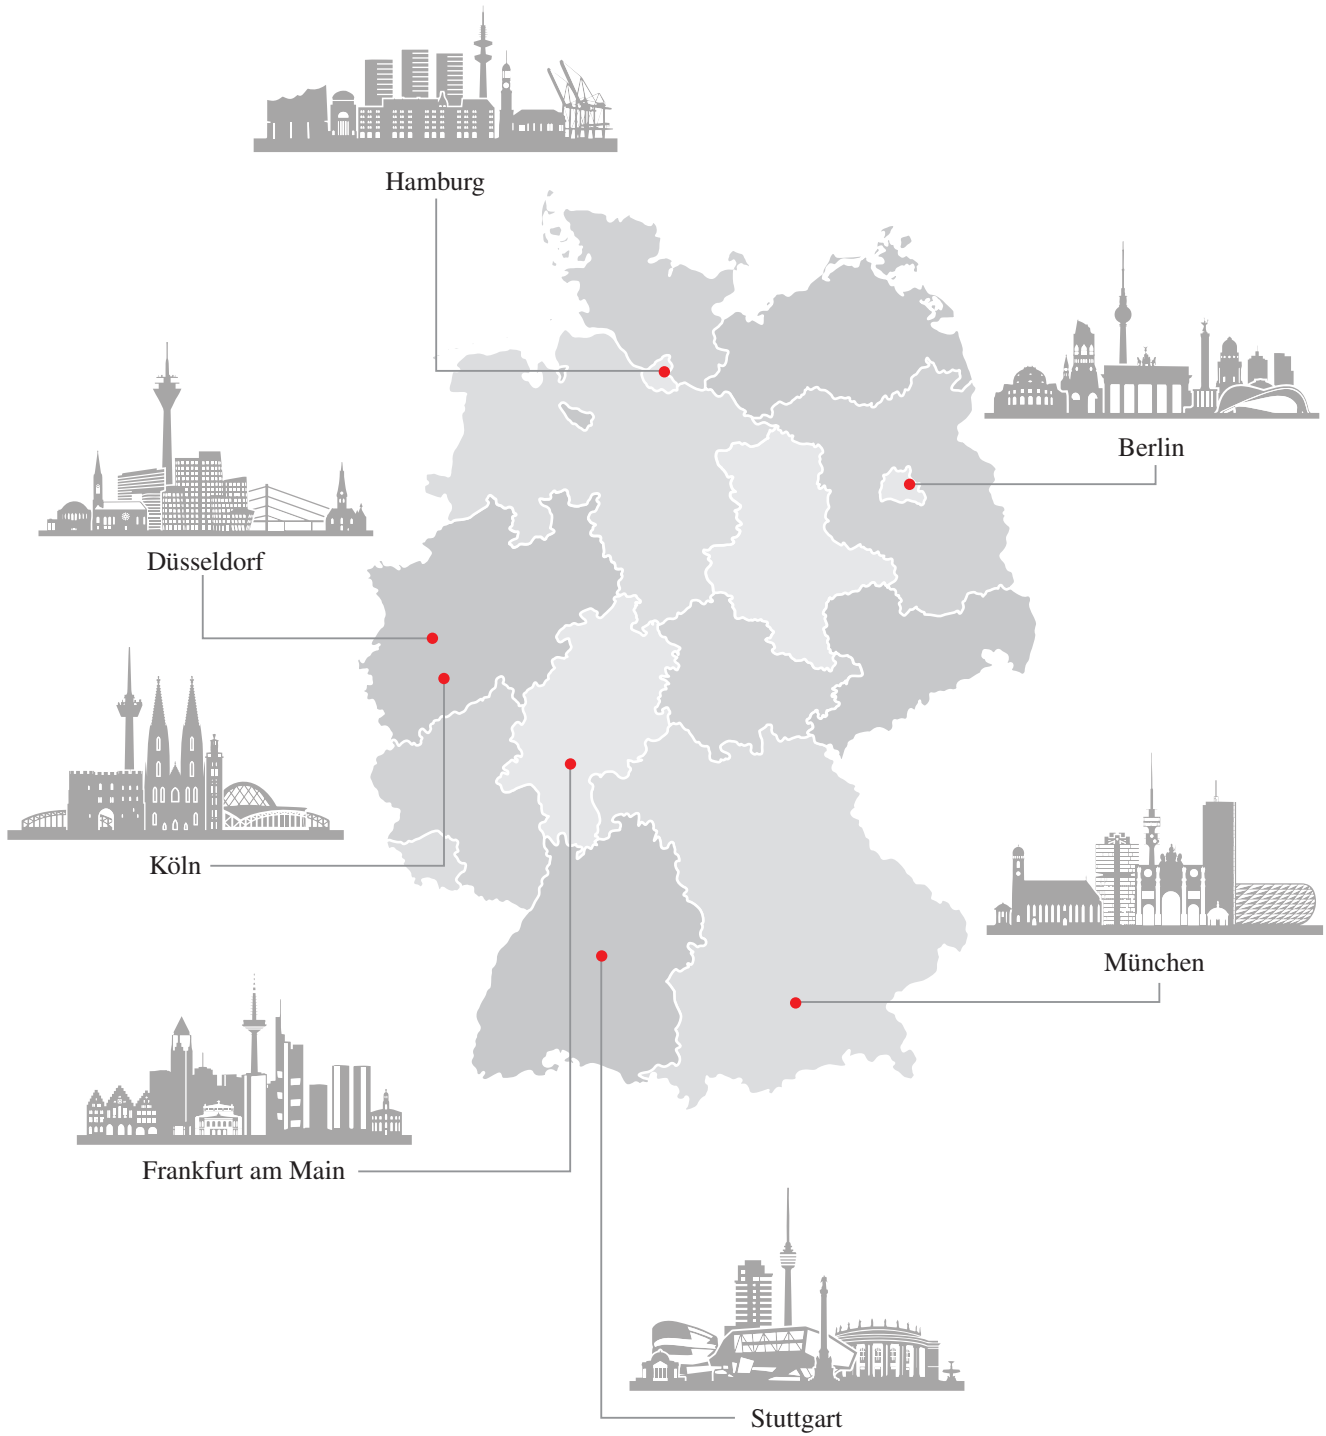 Hamburg
Berlin
Düsseldorf
Köln
München
Frankfurt am Main
Stuttgart